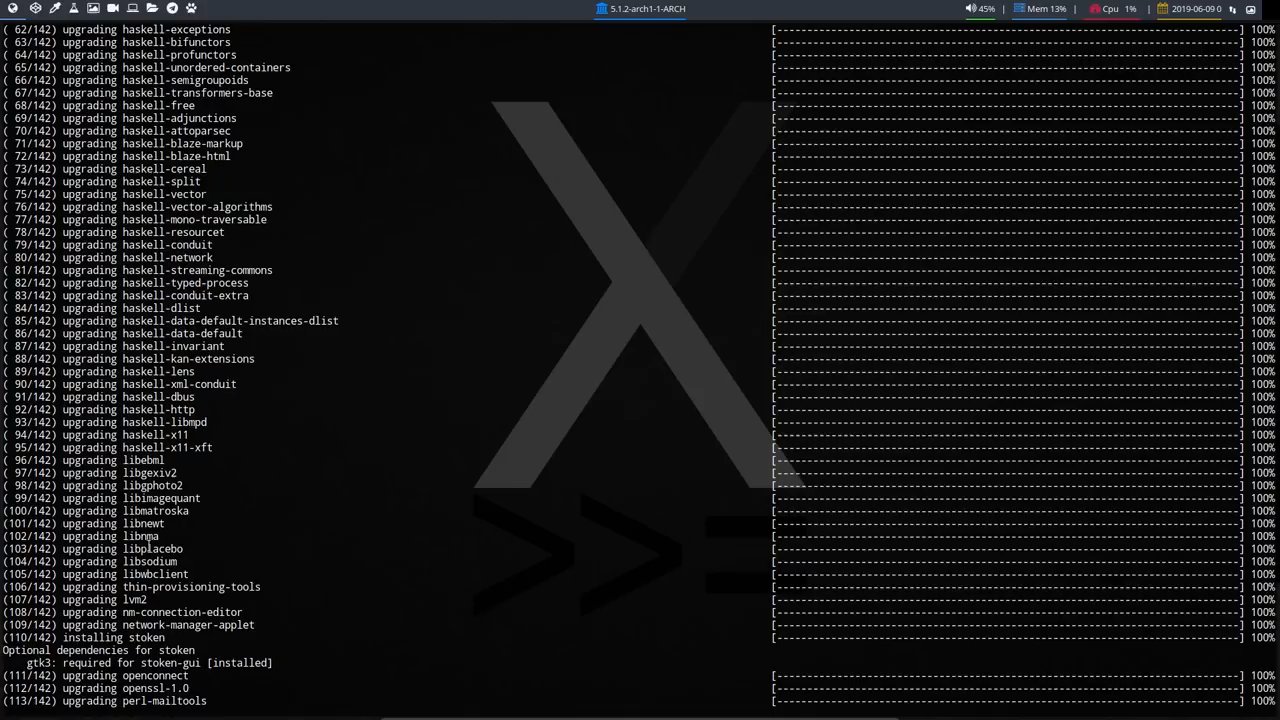 5.1.2-arch1-1-ARCH
45% | Mem 13% | Cpu 1% | 2019-06-09 0
( 62/142) upgrading haskell-exceptions [----------] 100%
( 63/142) upgrading haskell-bifunctors [----------] 100%
( 64/142) upgrading haskell-profunctors [----------] 100%
( 65/142) upgrading haskell-unordered-containers [----------] 100%
( 66/142) upgrading haskell-semigroupoids [----------] 100%
( 67/142) upgrading haskell-transformers-base [----------] 100%
( 68/142) upgrading haskell-free [----------] 100%
( 69/142) upgrading haskell-adjunctions [----------] 100%
( 70/142) upgrading haskell-attoparsec [----------] 100%
( 71/142) upgrading haskell-blaze-markup [----------] 100%
( 72/142) upgrading haskell-blaze-html [----------] 100%
( 73/142) upgrading haskell-cereal [----------] 100%
( 74/142) upgrading haskell-split [----------] 100%
( 75/142) upgrading haskell-vector [----------] 100%
( 76/142) upgrading haskell-vector-algorithms [----------] 100%
( 77/142) upgrading haskell-mono-traversable [----------] 100%
( 78/142) upgrading haskell-resourcet [----------] 100%
( 79/142) upgrading haskell-conduit [----------] 100%
( 80/142) upgrading haskell-network [----------] 100%
( 81/142) upgrading haskell-streaming-commons [----------] 100%
( 82/142) upgrading haskell-typed-process [----------] 100%
( 83/142) upgrading haskell-conduit-extra [----------] 100%
( 84/142) upgrading haskell-dlist [----------] 100%
( 85/142) upgrading haskell-data-default-instances-dlist [----------] 100%
( 86/142) upgrading haskell-data-default [----------] 100%
( 87/142) upgrading haskell-invariant [----------] 100%
( 88/142) upgrading haskell-kan-extensions [----------] 100%
( 89/142) upgrading haskell-lens [----------] 100%
( 90/142) upgrading haskell-xml-conduit [----------] 100%
( 91/142) upgrading haskell-dbus [----------] 100%
( 92/142) upgrading haskell-http [----------] 100%
( 93/142) upgrading haskell-libmpd [----------] 100%
( 94/142) upgrading haskell-x11 [----------] 100%
( 95/142) upgrading haskell-x11-xft [----------] 100%
( 96/142) upgrading libebml [----------] 100%
( 97/142) upgrading libgexiv2 [----------] 100%
( 98/142) upgrading libgphoto2 [----------] 100%
( 99/142) upgrading libimagequant [----------] 100%
(100/142) upgrading libmatroska [----------] 100%
(101/142) upgrading libnewt [----------] 100%
(102/142) upgrading libnma [----------] 100%
(103/142) upgrading libplacebo [----------] 100%
(104/142) upgrading libsodium [----------] 100%
(105/142) upgrading libwbclient [----------] 100%
(106/142) upgrading thin-provisioning-tools [----------] 100%
(107/142) upgrading lvm2 [----------] 100%
(108/142) upgrading nm-connection-editor [----------] 100%
(109/142) upgrading network-manager-applet [----------] 100%
(110/142) installing stoken [----------] 100%
Optional dependencies for stoken
gtk3: required for stoken-gui [installed]
(111/142) upgrading openconnect [----------] 100%
(112/142) upgrading openssl-1.0 [----------] 100%
(113/142) upgrading perl-mailtools [----------] 100%